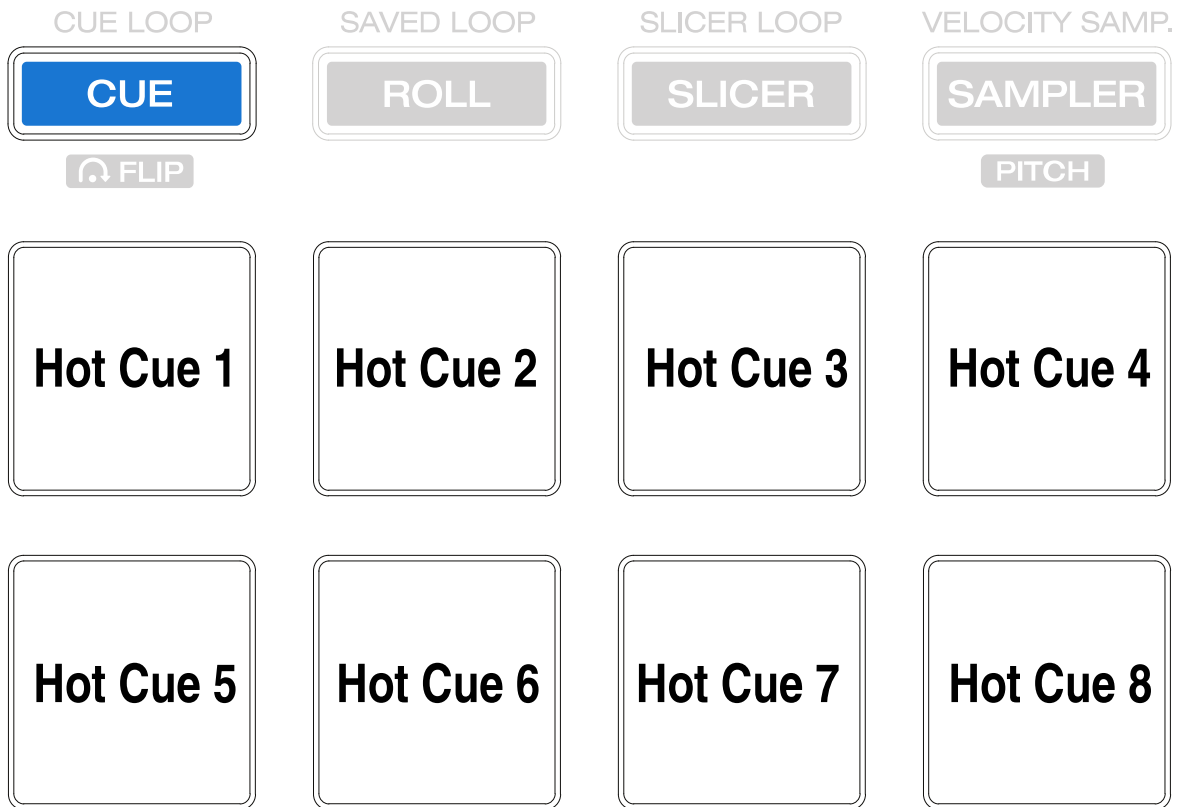 CUE LOOP SAVED LOOP SLICER LOOP VELOCITY SAMP.
CUE ROLL SLICER SAMPLER
FLIP PITCH
Hot Cue 1 Hot Cue 2 Hot Cue 3 Hot Cue 4
Hot Cue 5 Hot Cue 6 Hot Cue 7 Hot Cue 8